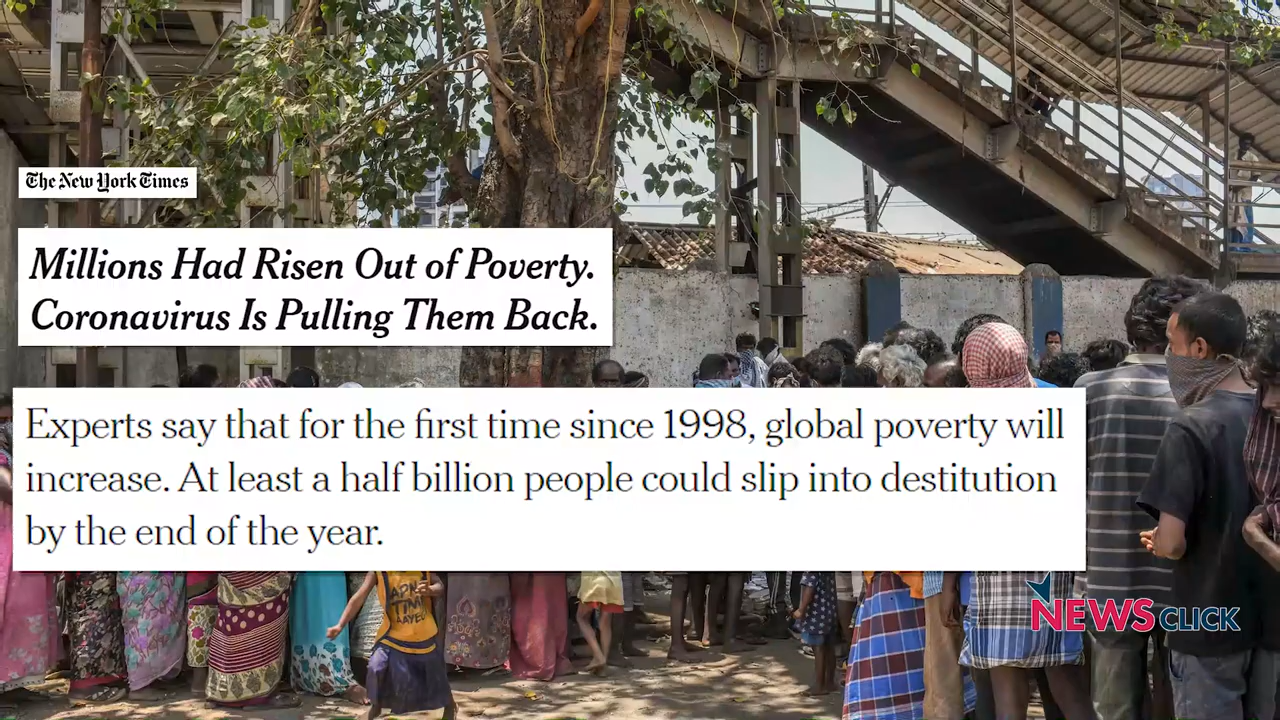 The New York Times
Millions Had Risen Out of Poverty.
Coronavirus Is Pulling Them Back.
Experts say that for the first time since 1998, global poverty will
increase. At least a half billion people could slip into destitution
by the end of the year.
NEWSCLICK